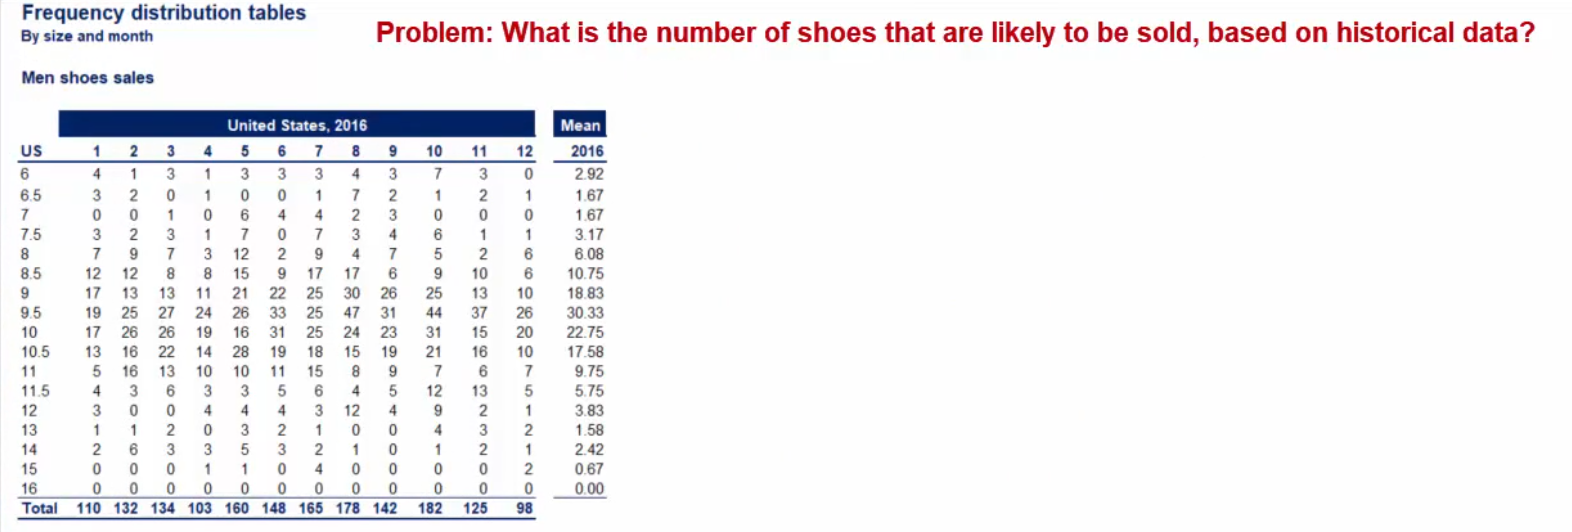 Frequency distribution tables
By size and month
Problem: What is the number of shoes that are likely to be sold, based on historical data?
Men shoes sales
United States, 2016 Mean
US 1 2 3 4 5 6 7 8 9 10 11 12 2016
6 4 1 3 1 3 3 3 4 3 7 3 0 2.92
6.5 3 2 0 1 0 0 1 7 2 1 2 1 1.67
7 0 0 1 0 6 4 4 2 3 0 0 0 1.67
7.5 3 2 3 1 7 0 7 3 4 6 1 1 3.17
8 7 9 7 3 12 2 9 4 7 5 2 6 6.08
8.5 12 12 8 8 15 9 17 17 6 9 10 6 10.75
9 17 13 13 11 21 22 25 30 26 25 13 10 18.83
9.5 19 25 27 24 26 33 25 47 31 44 37 26 30.33
10 17 26 26 19 16 31 25 24 23 31 15 20 22.75
10.5 13 16 22 14 28 19 18 15 19 21 16 10 17.58
11 5 16 13 10 10 11 15 8 9 7 6 7 9.75
11.5 4 3 6 3 3 5 6 4 5 12 13 5 5.75
12 3 0 0 4 4 4 3 12 4 9 2 1 3.83
13 1 1 2 0 3 2 1 0 0 4 3 2 1.58
14 2 6 3 3 5 3 2 1 0 1 2 1 2.42
15 0 0 0 1 1 0 4 0 0 0 0 2 0.67
16 0 0 0 0 0 0 0 0 0 0 0 0 0.00
Total 110 132 134 103 160 148 165 178 142 182 125 98